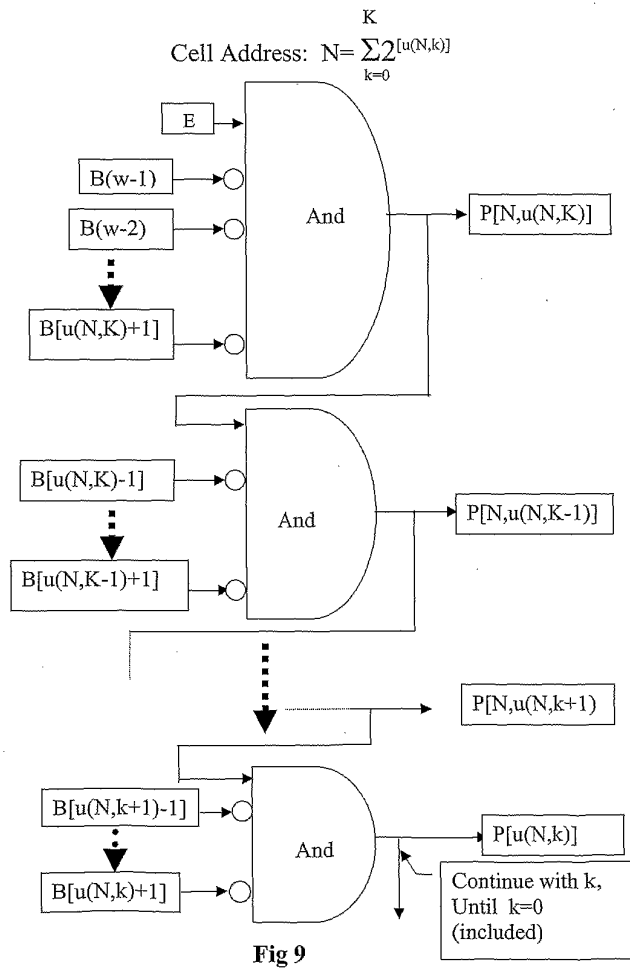 K
Cell Address: N= Σ2^[u(N,k)]
k=0
E
B(w-1)
B(w-2)
And
P[N,u(N,K)]
B[u(N,K)+1]
B[u(N,K)-1]
And
P[N,u(N,K-1)]
B[u(N,K-1)+1]
P[N,u(N,k+1)
B[u(N,k+1)-1]
And
P[u(N,k)]
B[u(N,k)+1]
Continue with k,
Until k=0
(included)
Fig 9